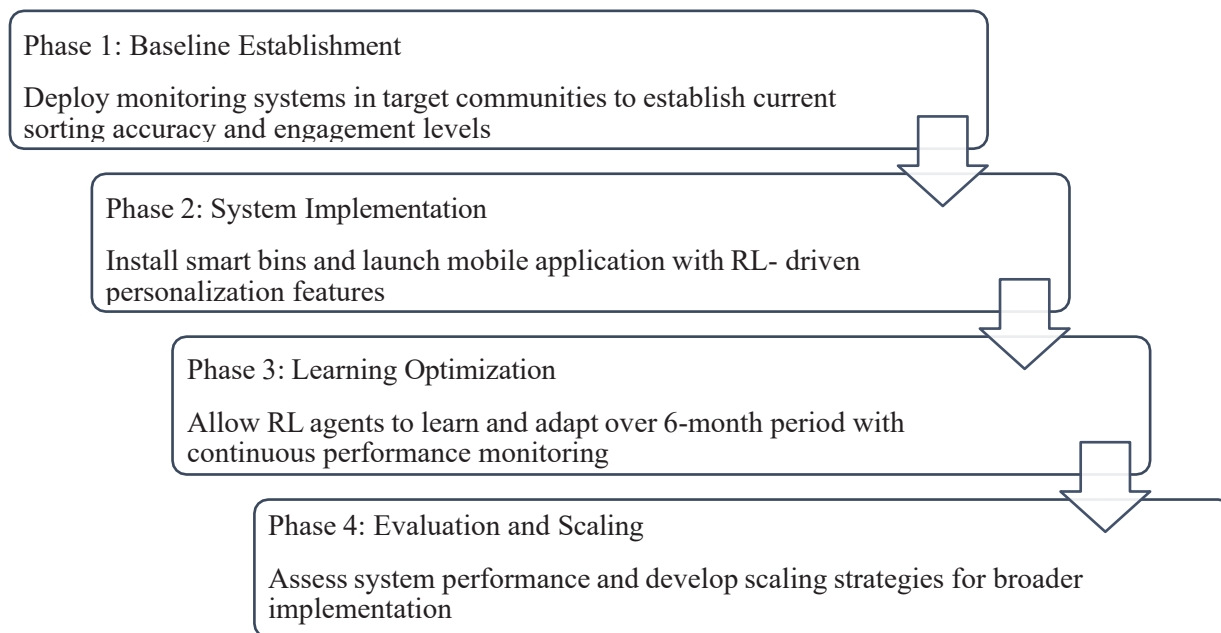 Phase 1: Baseline Establishment
Deploy monitoring systems in target communities to establish current
sorting accuracy and engagement levels
Phase 2: System Implementation
Install smart bins and launch mobile application with RL- driven
personalization features
Phase 3: Learning Optimization
Allow RL agents to learn and adapt over 6-month period with
continuous performance monitoring
Phase 4: Evaluation and Scaling
Assess system performance and develop scaling strategies for broader
implementation